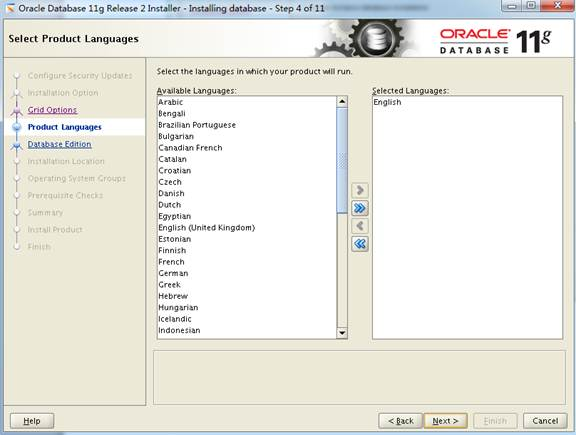 Oracle Database 11g Release 2 Installer - Installing database - Step 4 of 11
Select Product Languages
ORACLE
DATABASE
11g
Configure Security Updates
Installation Option
Grid Options
Product Languages
Database Edition
Installation Location
Operating System Groups
Prerequisite Checks
Summary
Install Product
Finish
Select the languages in which your product will run.
Available Languages:
Arabic
Bengali
Brazilian Portuguese
Bulgarian
Canadian French
Catalan
Croatian
Czech
Danish
Dutch
Egyptian
English (United Kingdom)
Estonian
Finnish
French
German
Greek
Hebrew
Hungarian
Icelandic
Indonesian
Selected Languages:
English
Help
< Back
Next >
Finish
Cancel